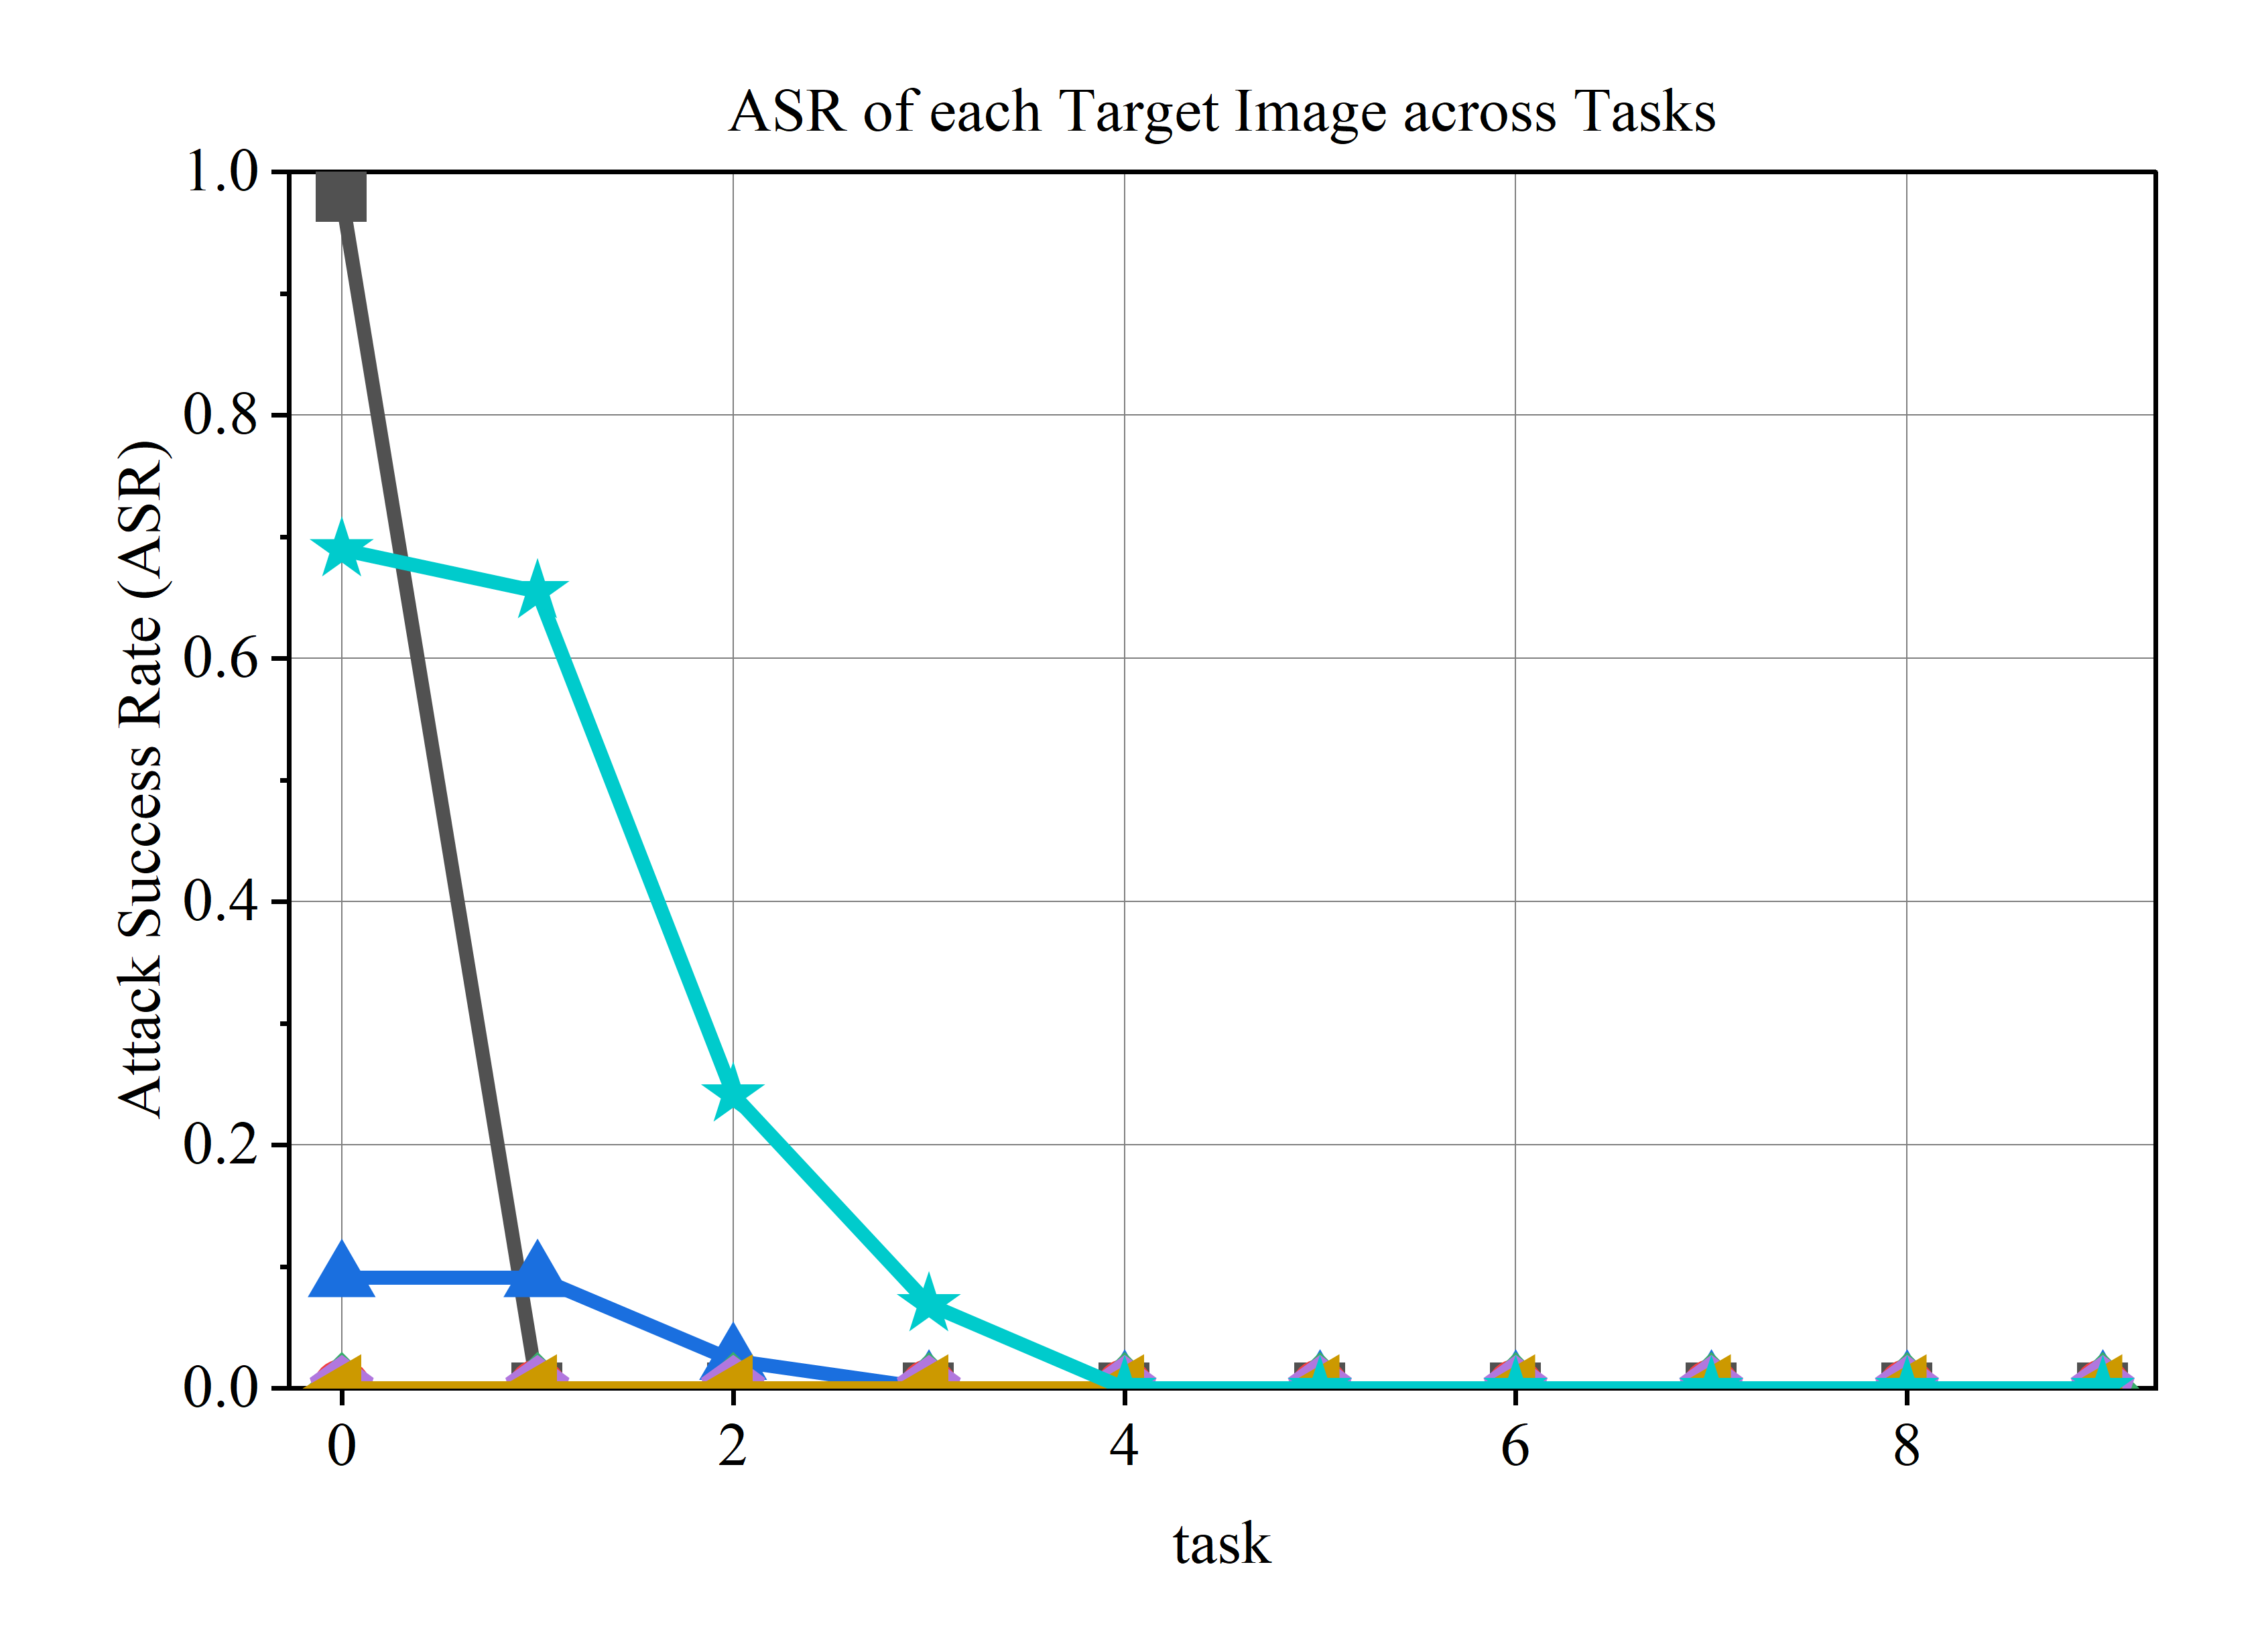 ASR of each Target Image across Tasks
Attack Success Rate (ASR)
1.0
0.8
0.6
0.4
0.2
0.0
0 2 4 6 8
task